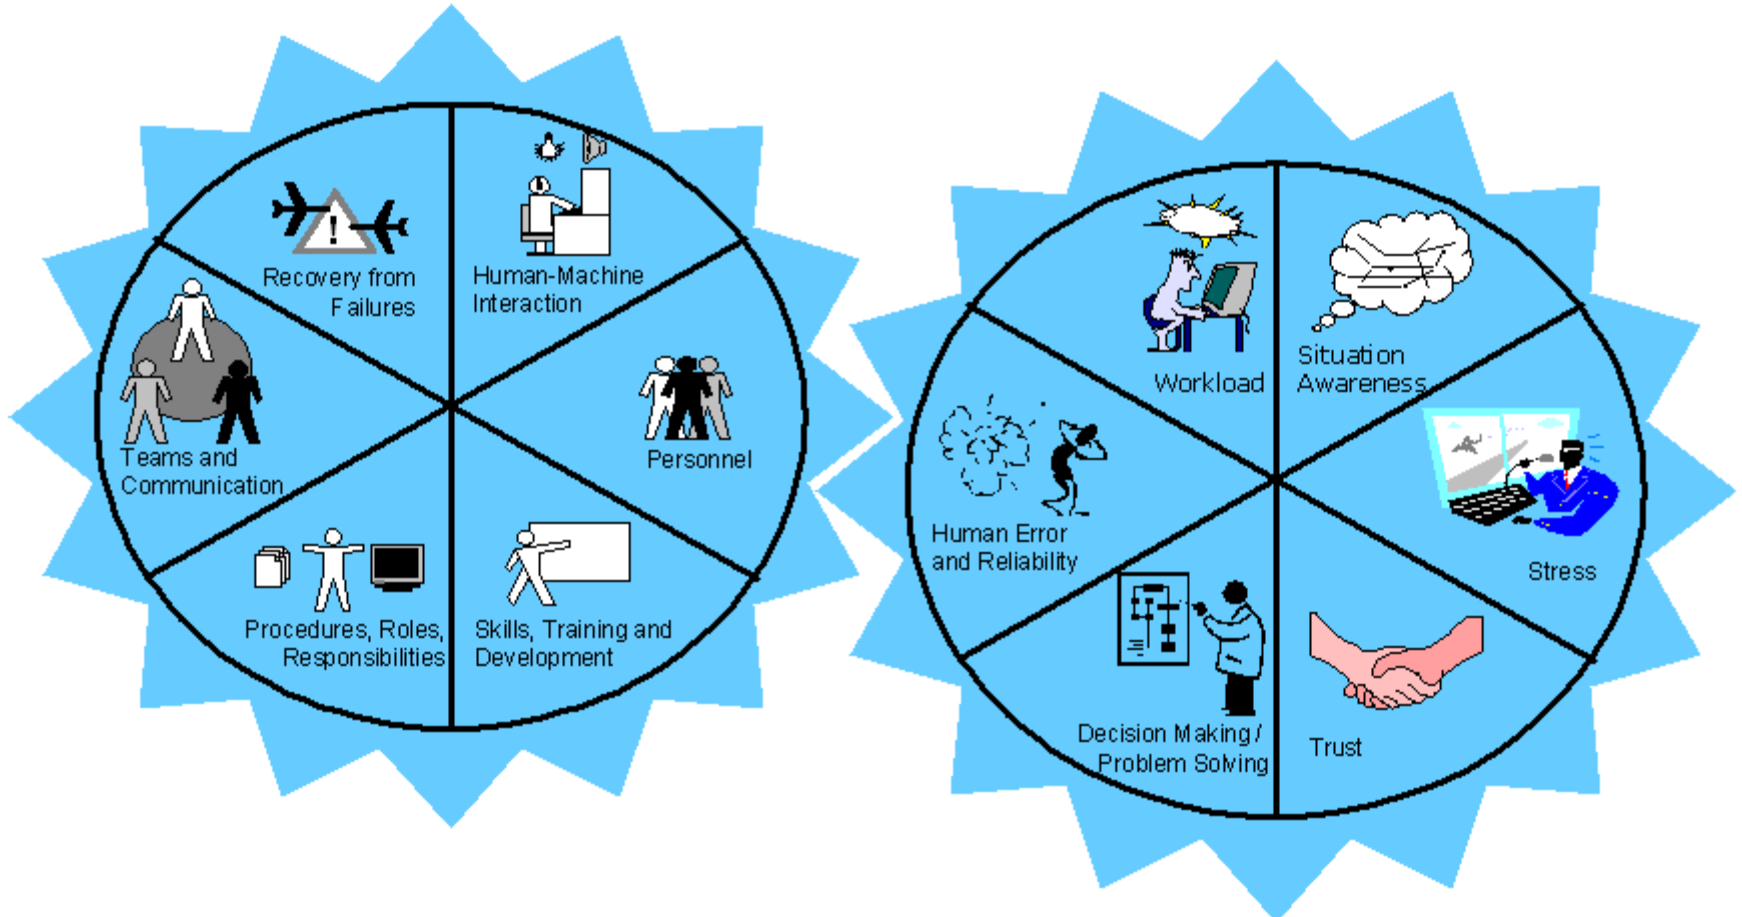 Recovery from
Failures
!
Human-Machine
Interaction
Teams and
Communication
Personnel
Procedures, Roles,
Responsibilities
Skills, Training and
Development
Workload
Situation
Awareness
Human Error
and Reliability
Stress
Decision Making /
Problem Solving
Trust